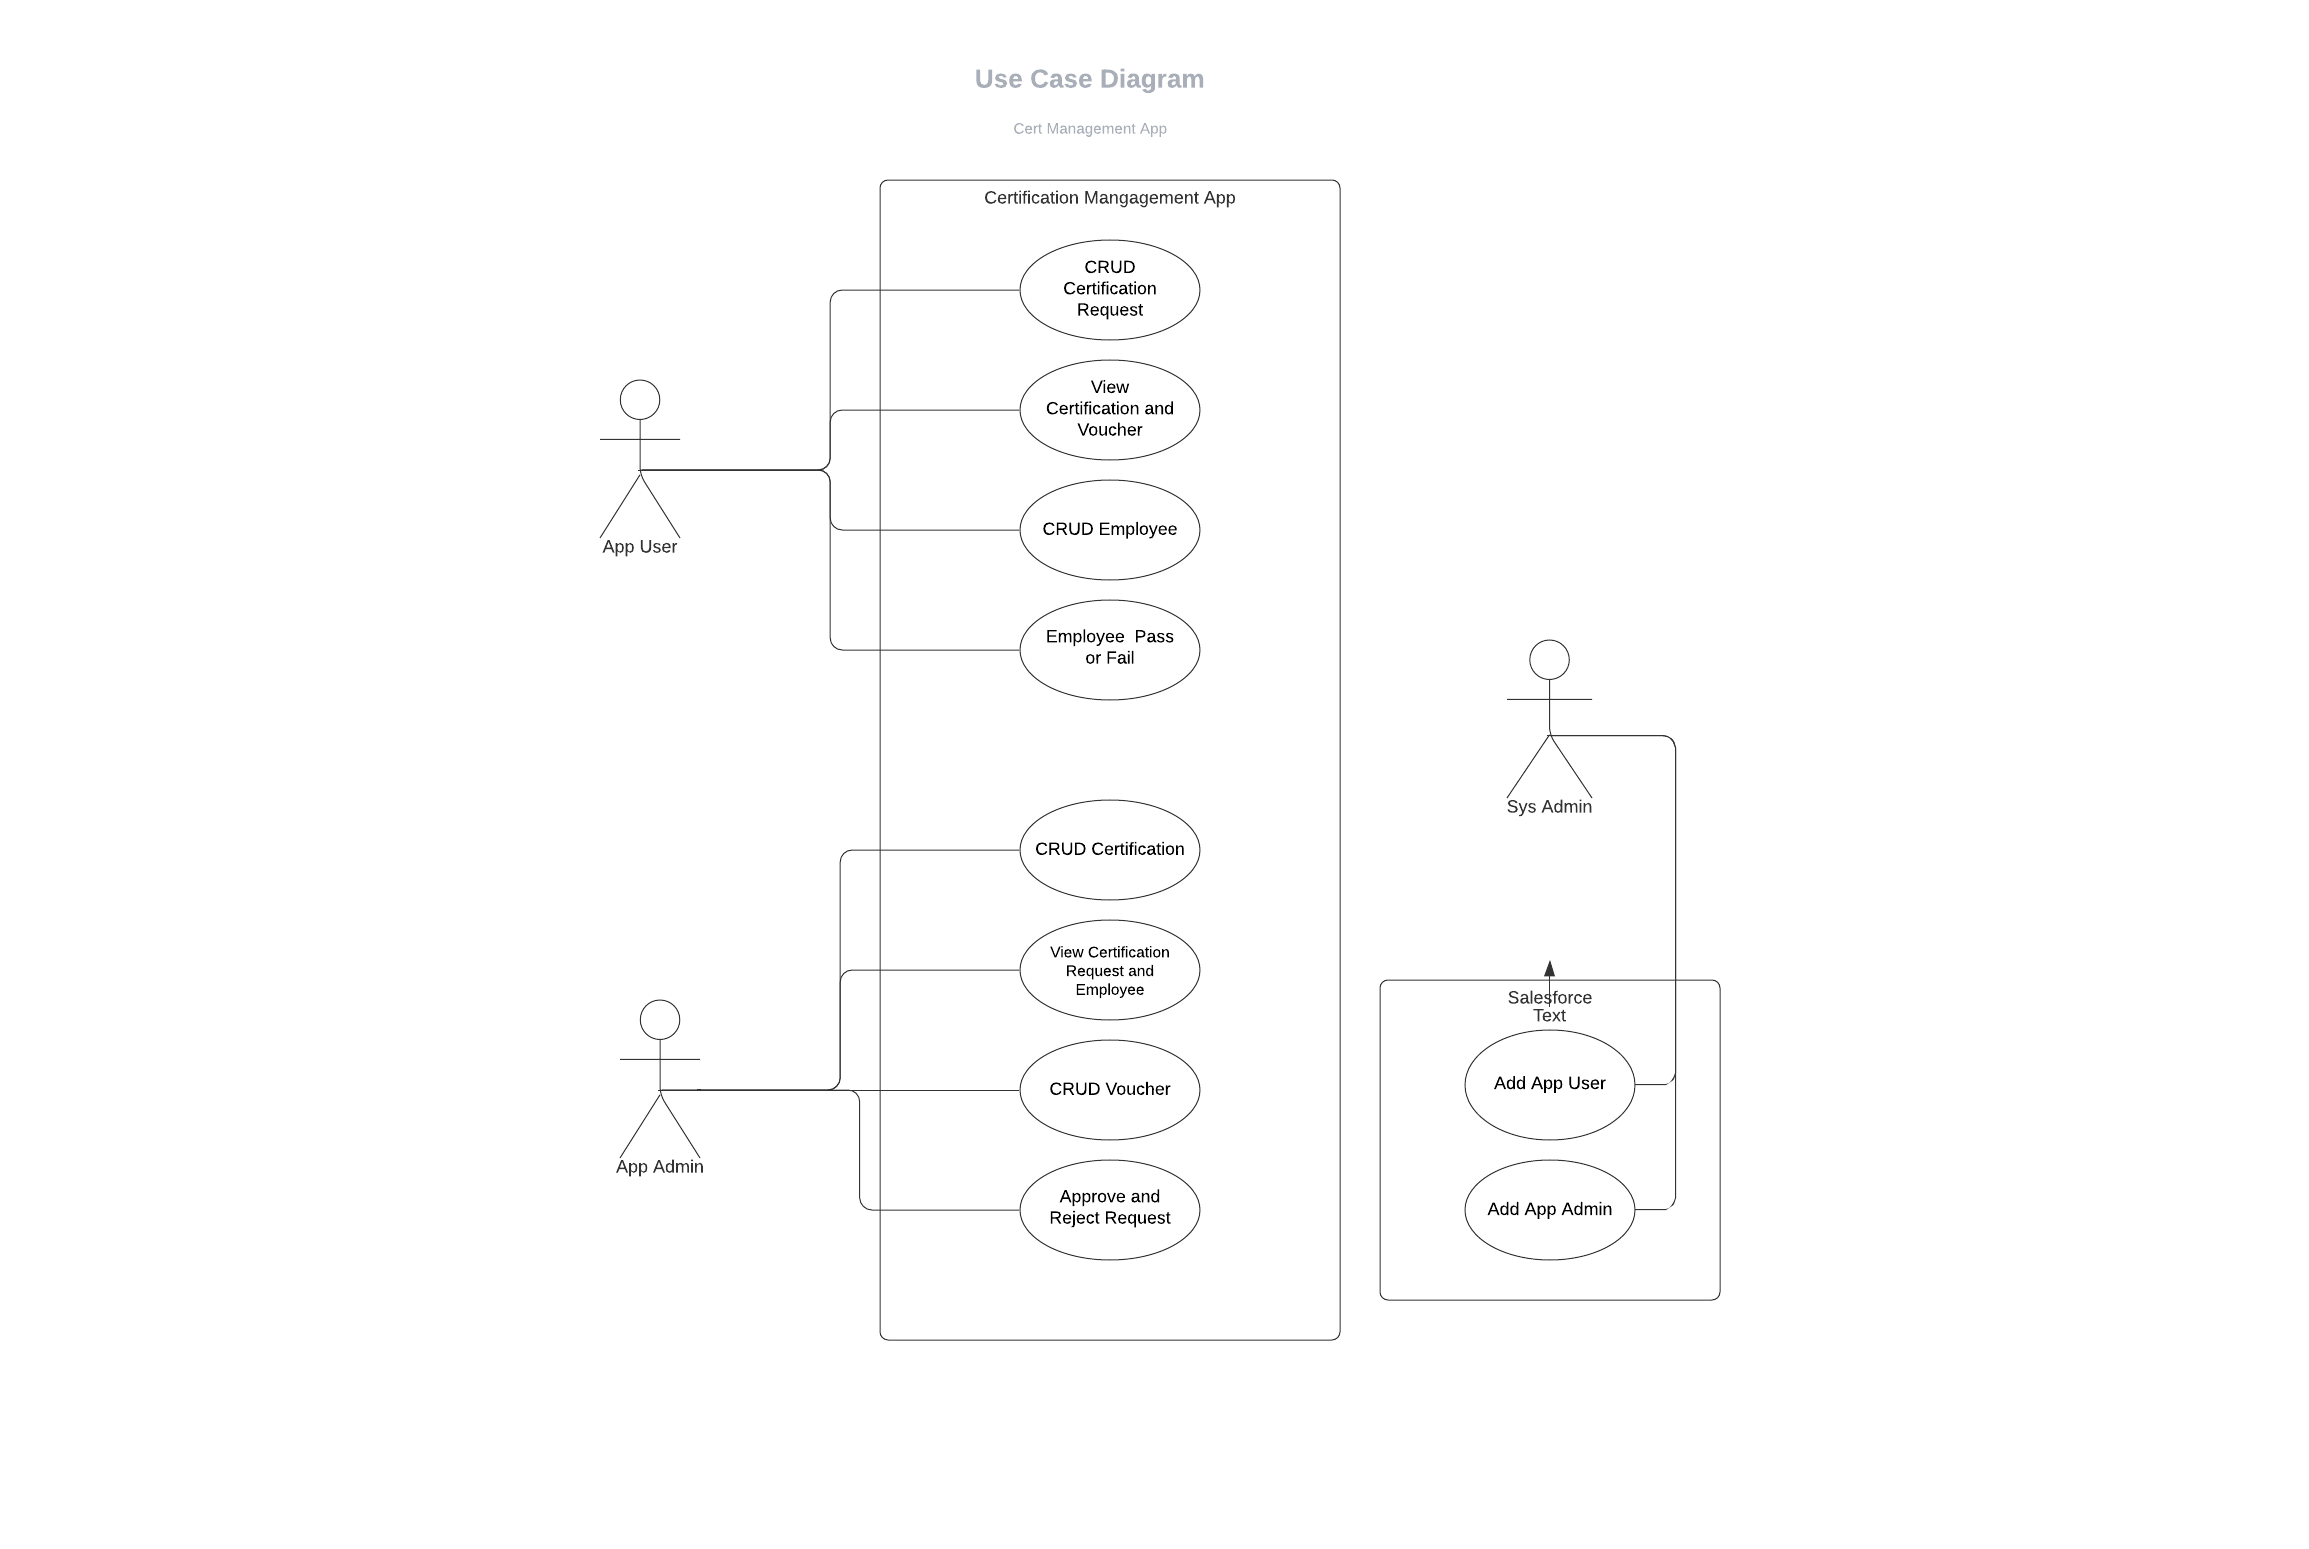 Use Case Diagram
Cert Management App
Certification Mangagement App
CRUD
Certification
Request
View
Certification and
Voucher
CRUD Employee
Employee  Pass
or Fail
App User
CRUD Certification
View Certification
Request and
Employee
CRUD Voucher
Approve and
Reject Request
App Admin
Sys Admin
Salesforce
Text
Add App User
Add App Admin